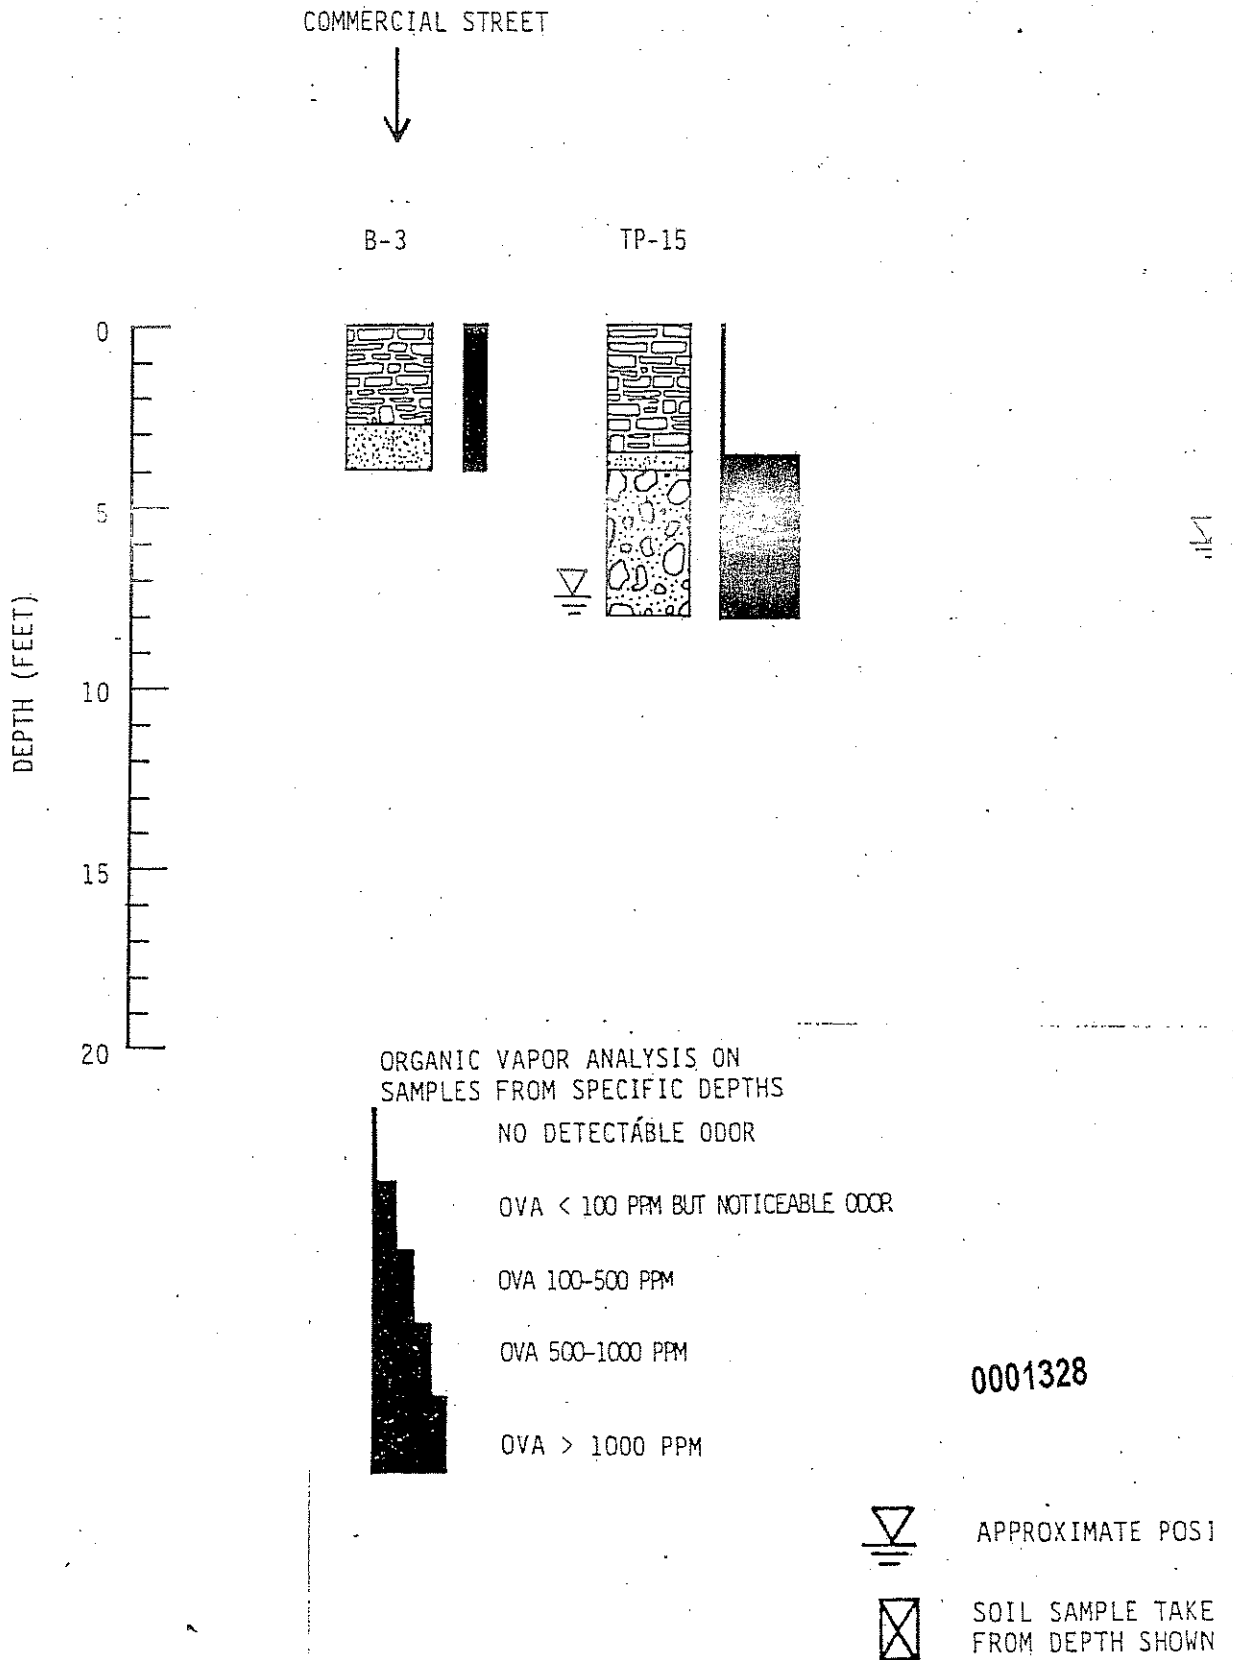 COMMERCIAL STREET
B-3
TP-15
0
5
10
15
20
DEPTH (FEET)
ORGANIC VAPOR ANALYSIS ON
SAMPLES FROM SPECIFIC DEPTHS
NO DETECTABLE ODOR
OVA < 100 PPM BUT NOTICEABLE ODOR
OVA 100-500 PPM
OVA 500-1000 PPM
OVA > 1000 PPM
0001328
APPROXIMATE POSI
SOIL SAMPLE TAKE
FROM DEPTH SHOWN